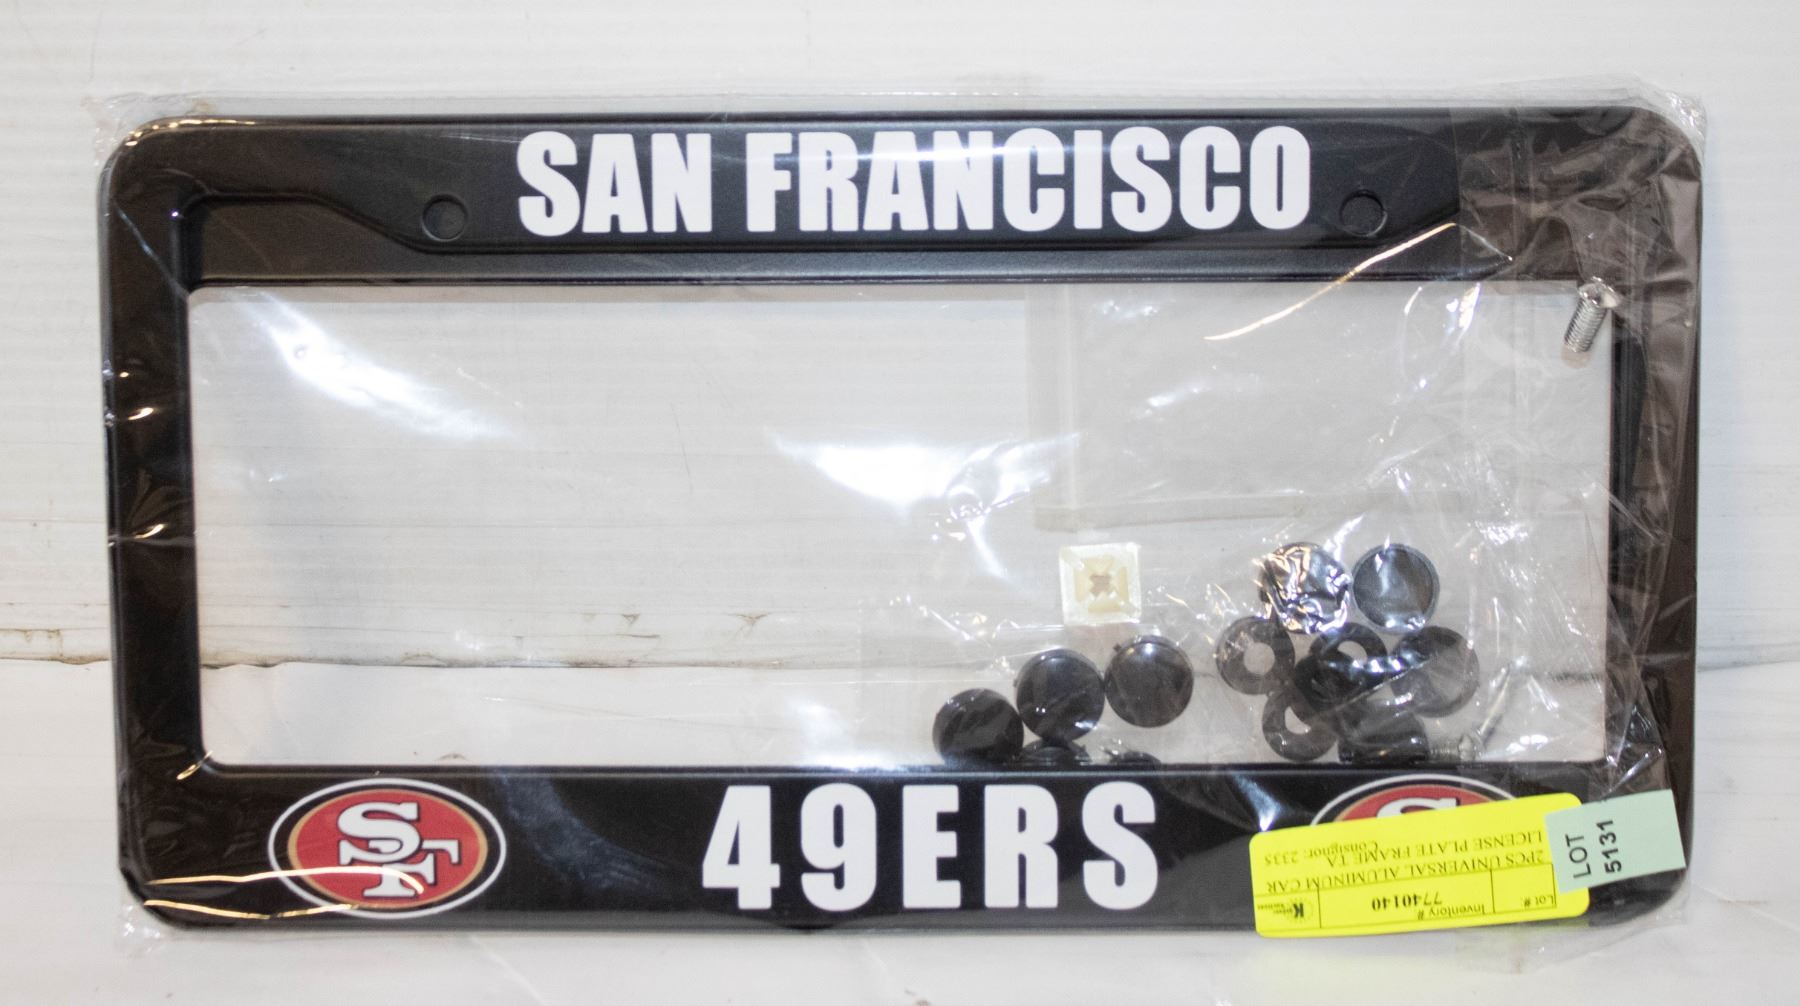 SAN FRANCISCO
49ERS
SF
LOT
5131
Lot#:
Inventory#
7740140
2PCS UNIVERSAL ALUMINUM CAR
LICENSE PLATE FRAME TA
Consignor: 2335